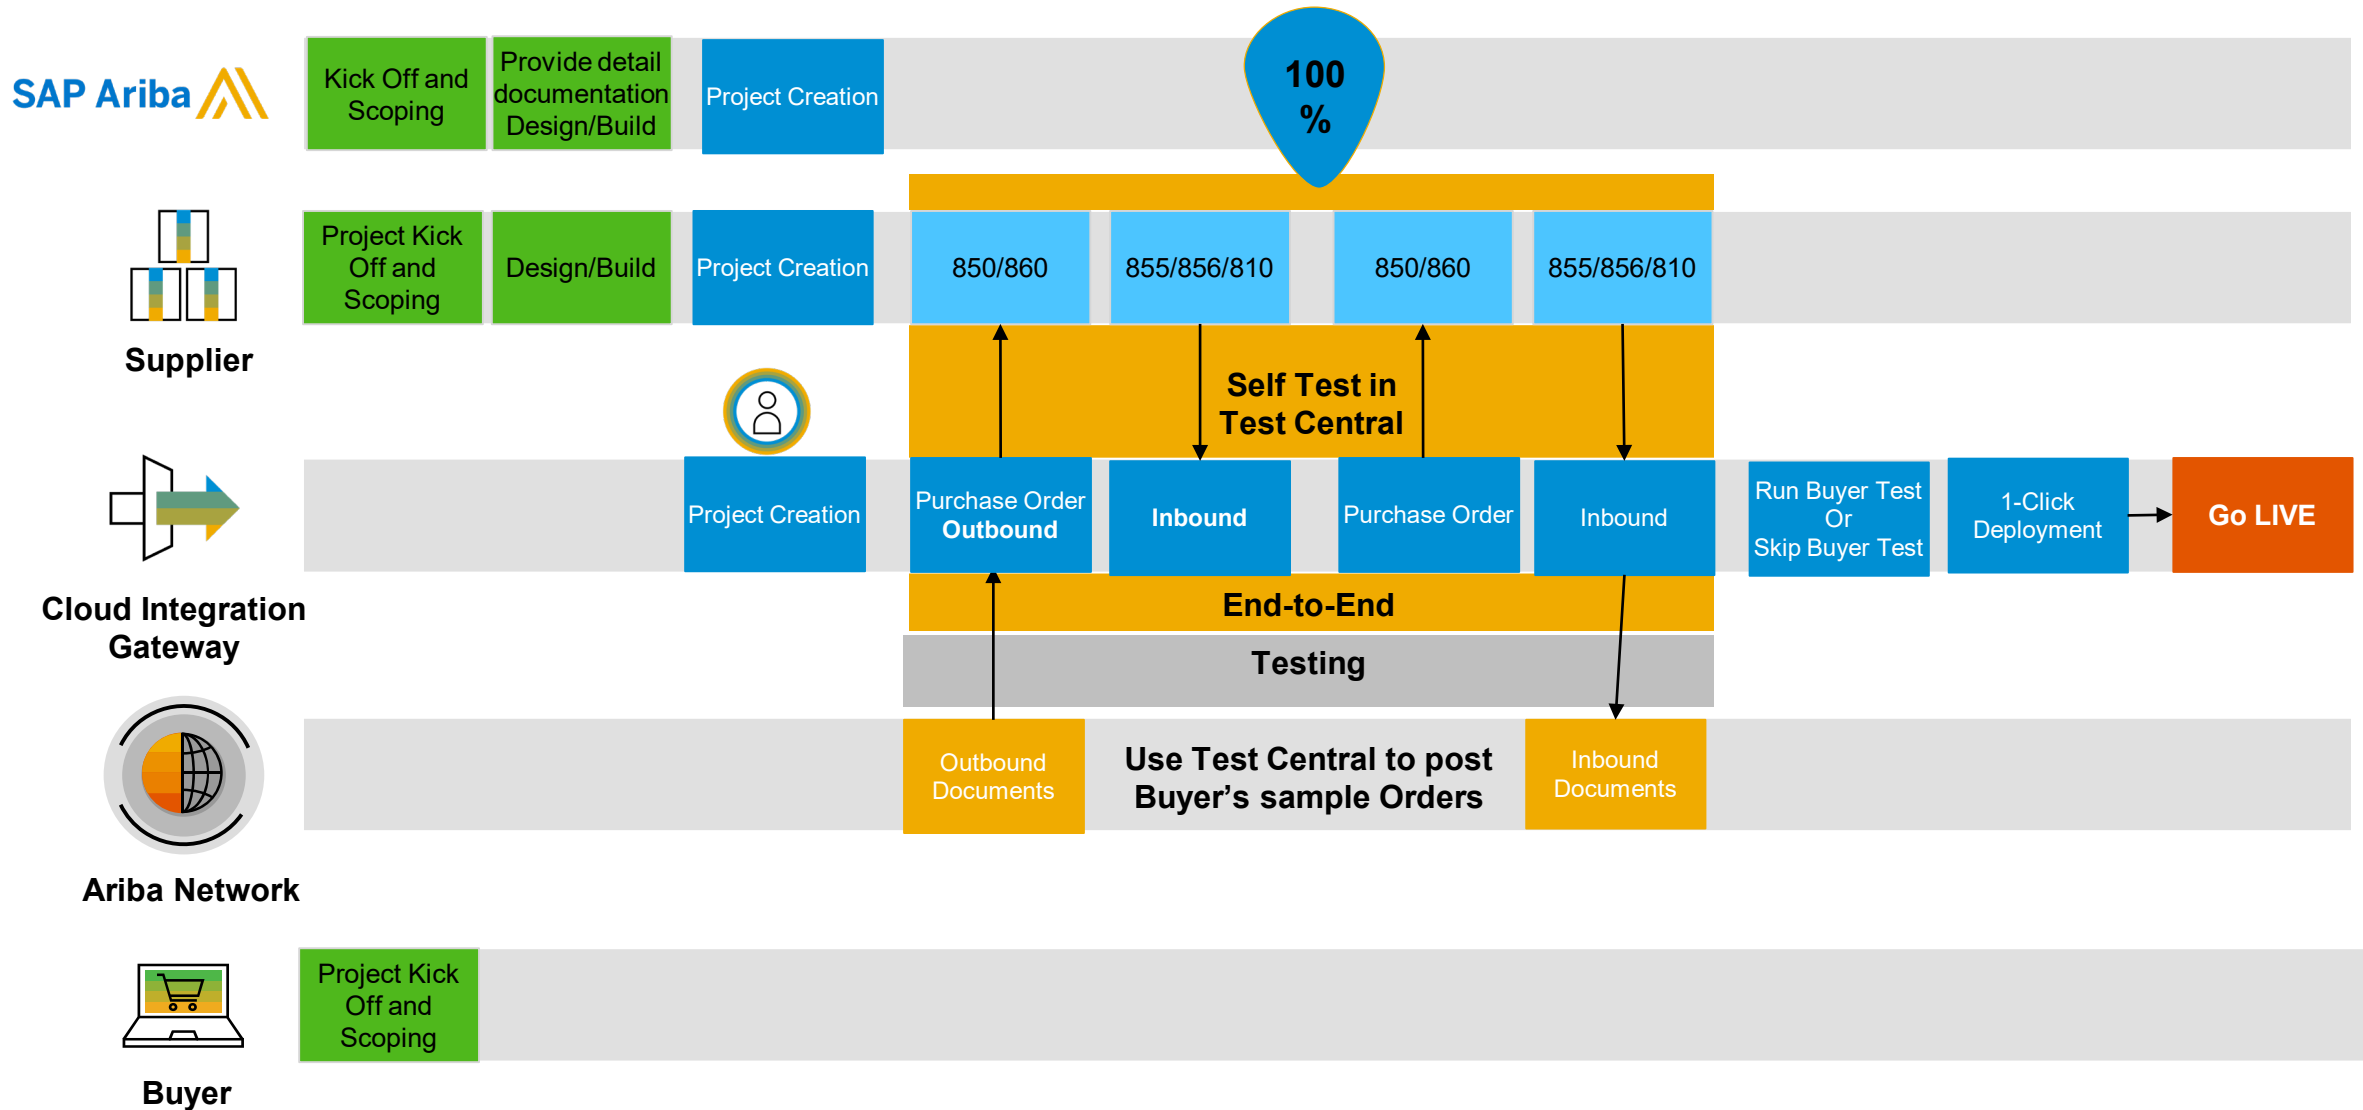 SAP Ariba
Kick Off and
Scoping
Provide detail
documentation
Design/Build
Project Creation
100
%
Supplier
Project Kick
Off and
Scoping
Design/Build
Project Creation
850/860
855/856/810
850/860
855/856/810
Self Test in
Test Central
Cloud Integration
Gateway
Project Creation
Purchase Order
Outbound
Inbound
Purchase Order
Inbound
Run Buyer Test
Or
Skip Buyer Test
1-Click
Deployment
Go LIVE
End-to-End
Testing
Ariba Network
Outbound
Documents
Use Test Central to post
Buyer’s sample Orders
Inbound
Documents
Buyer
Project Kick
Off and
Scoping